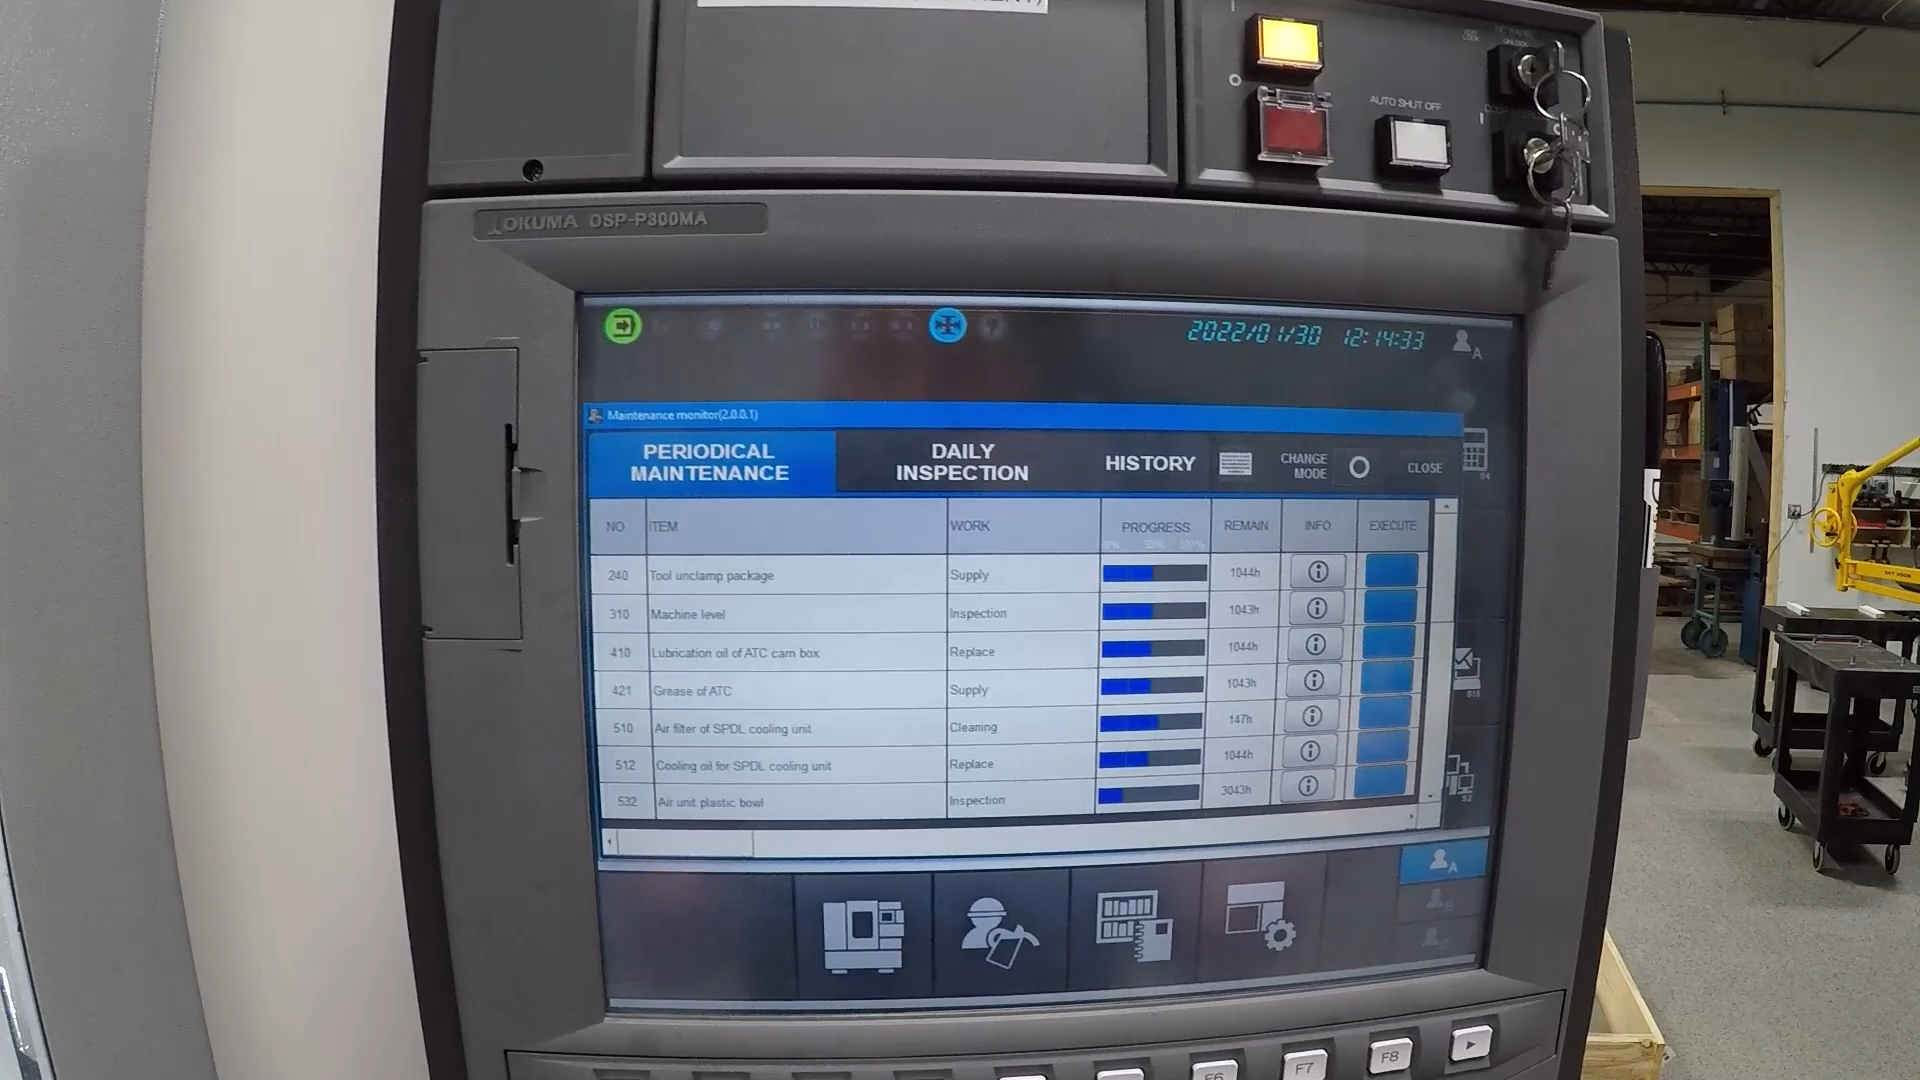 AUTO SHUT OFF
OKUMA OSP-P300MA
2022/01/30 12:14:33
A
Maintenance monitor(2.0.0.1)
PERIODICAL MAINTENANCE
DAILY INSPECTION
HISTORY
CHANGE MODE
CLOSE
NO ITEM WORK PROGRESS REMAIN INFO EXECUTE
0% 50% 100%
240 Tool unclamp package Supply 1044h
310 Machine level Inspection 1043h
410 Lubrication oil of ATC cam box Replace 1044h
421 Grease of ATC Supply 1043h
510 Air filter of SPDL cooling unit Cleaning 147h
512 Cooling oil for SPDL cooling unit Replace 1044h
532 Air unit plastic bowl Inspection 3043h
A
F6 F7 F8